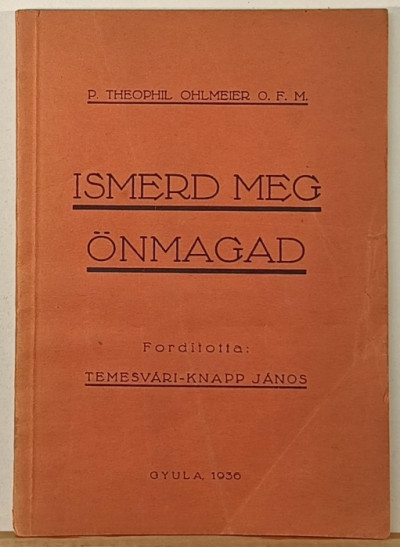 P. THEOPHIL OHLMEIER O. F. M.
ISMERD MEG
ÖNMAGAD
Fordította:
TEMESVÁRI-KNAPP JÁNOS
GYULA, 1936